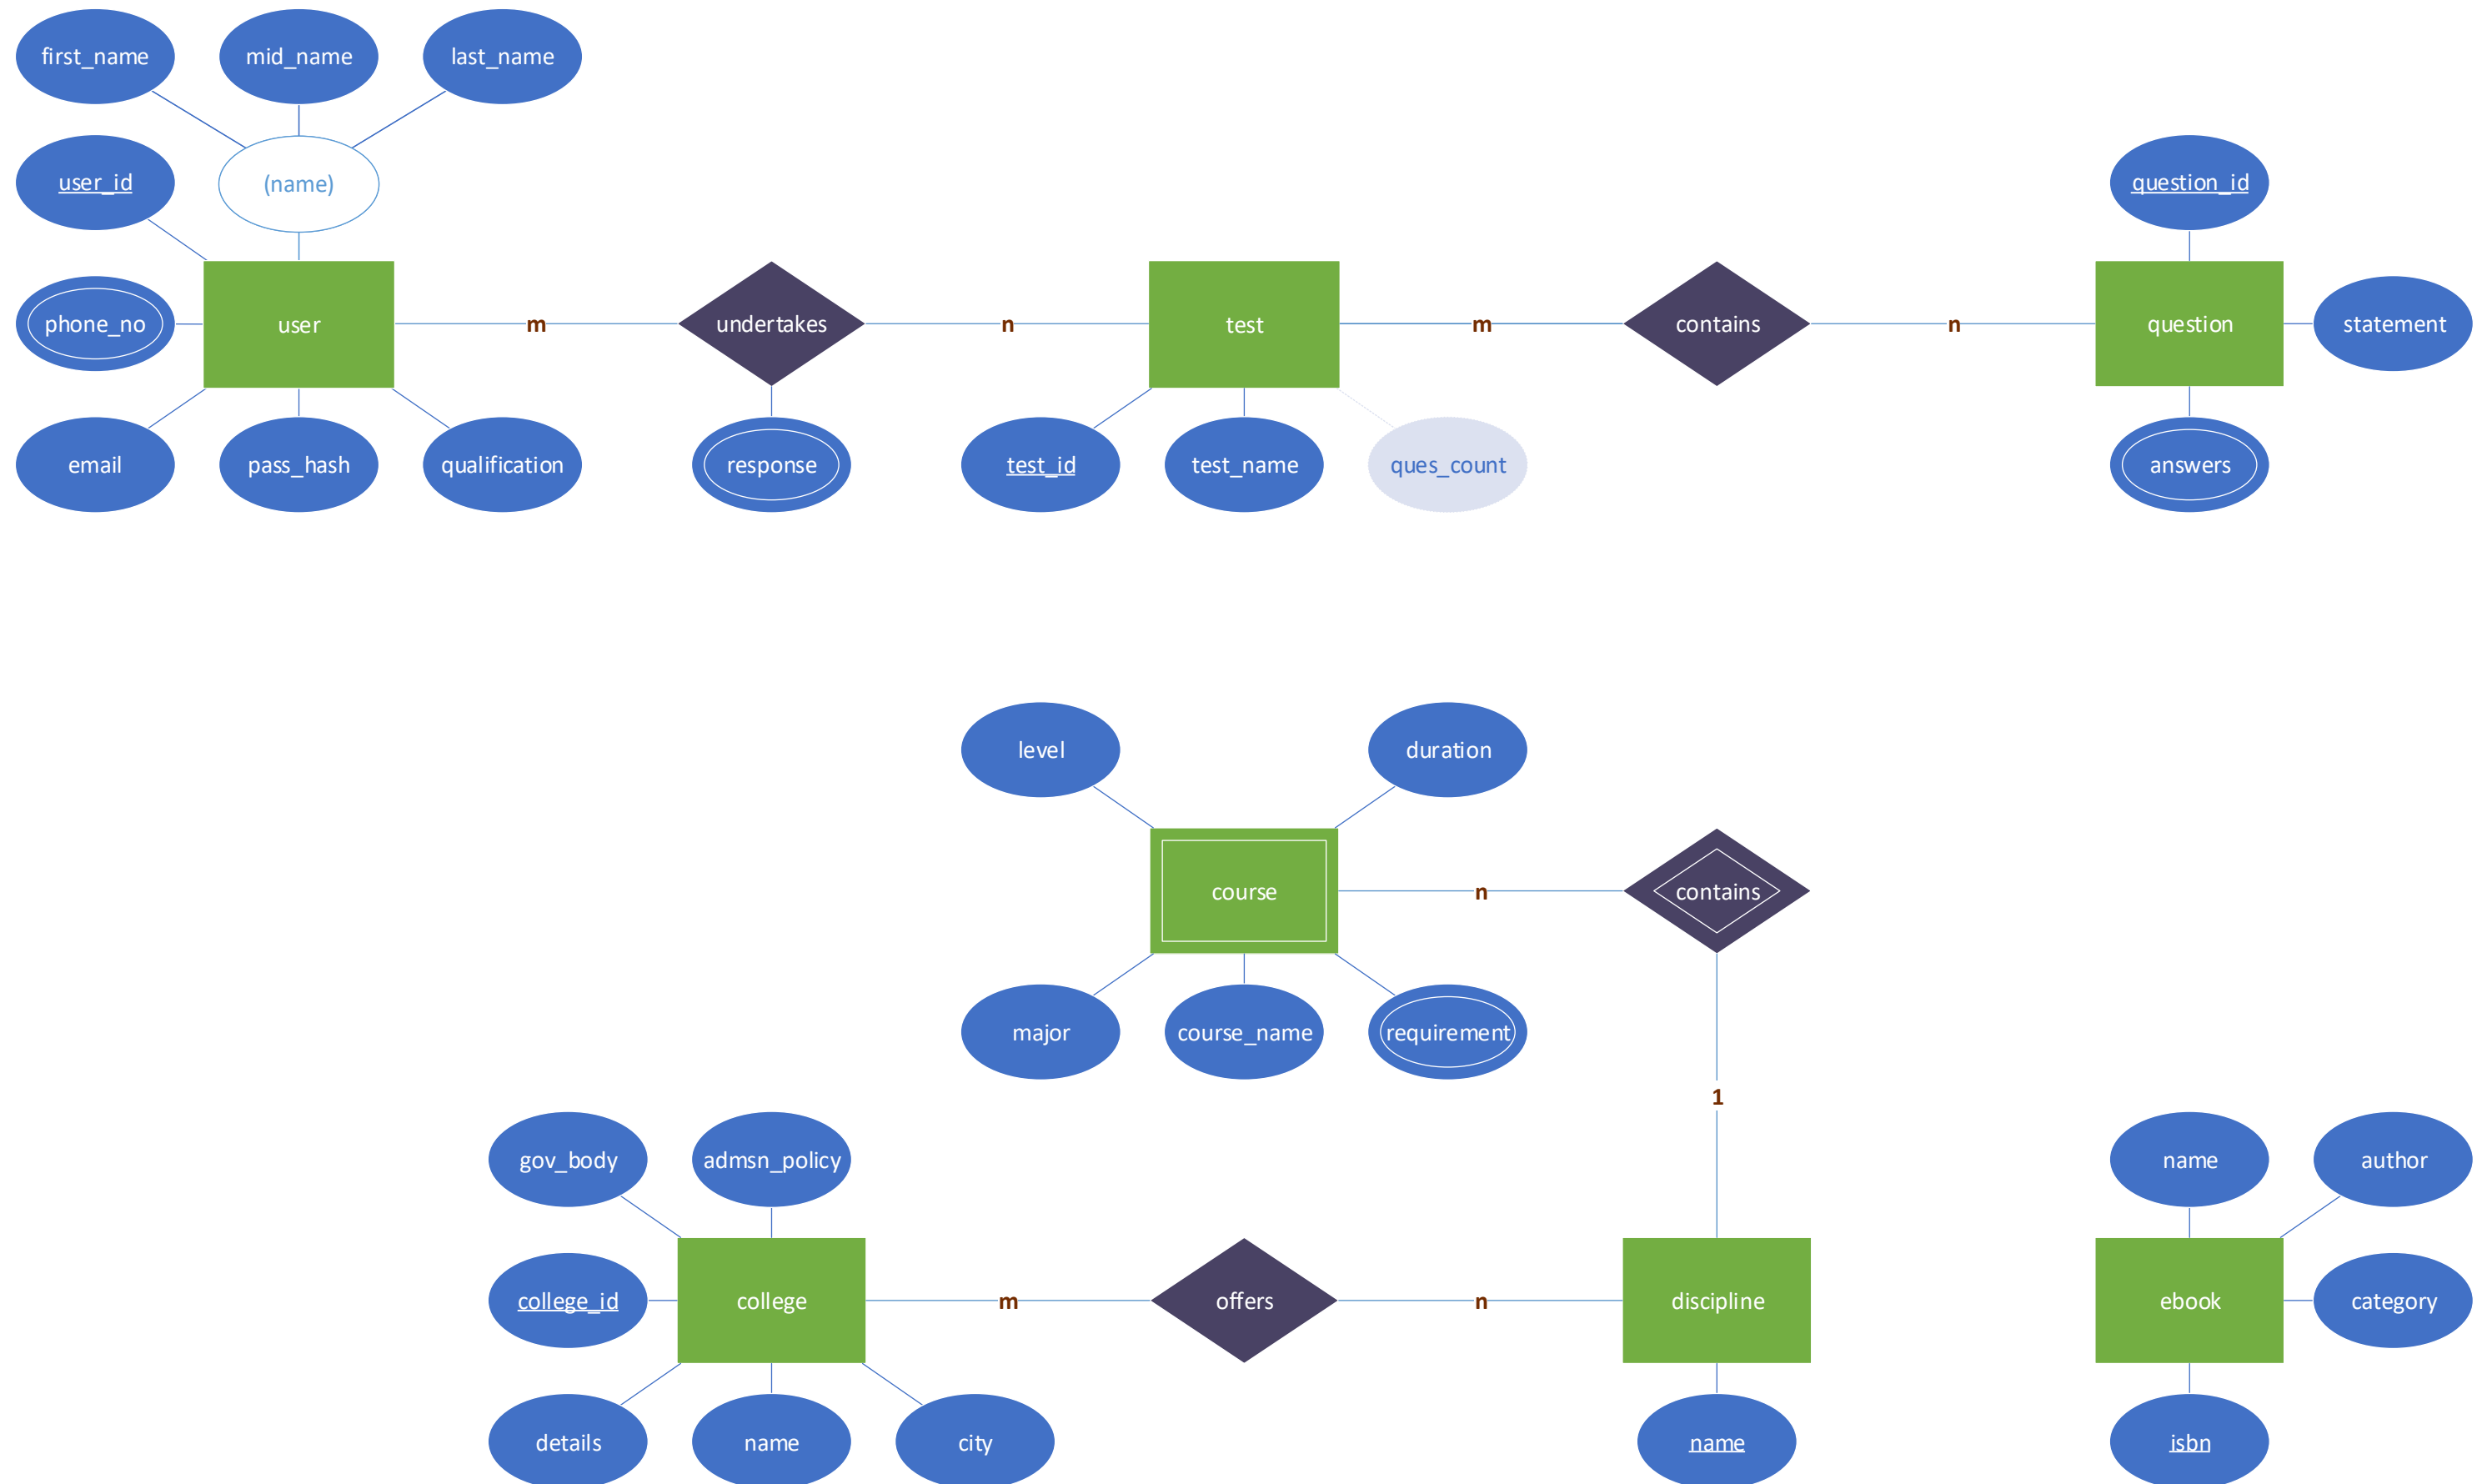 first_name
mid_name
last_name
user_id
(name)
question_id
phone_no
user
m
undertakes
n
test
m
contains
n
question
statement
email
pass_hash
qualification
response
test_id
test_name
ques_count
answers
level
duration
course
n
contains
major
course_name
requirement
1
gov_body
admsn_policy
name
author
college_id
college
m
offers
n
discipline
ebook
category
details
name
city
name
isbn